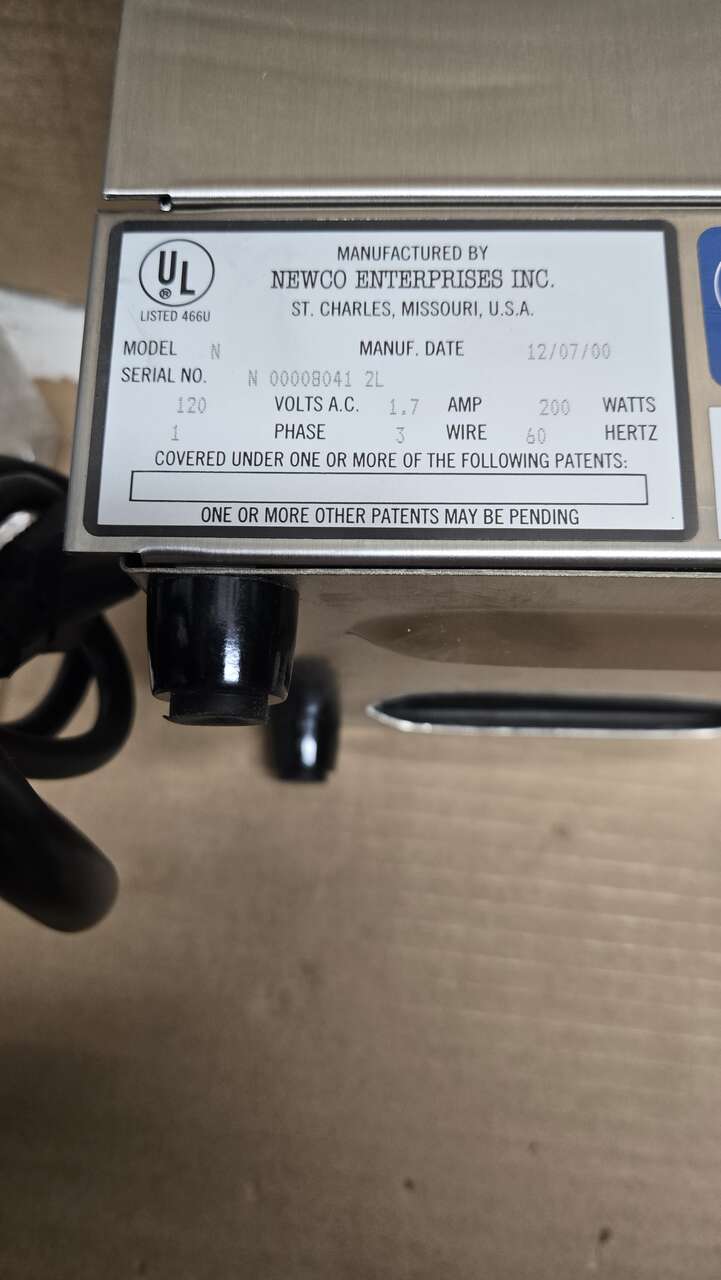 UL
®
LISTED 466U
MANUFACTURED BY
NEWCO ENTERPRISES INC.
ST. CHARLES, MISSOURI, U.S.A.
MODEL N MANUF. DATE 12/07/00
SERIAL NO. N 00008041 2L
120 VOLTS A.C. 1.7 AMP 200 WATTS
1 PHASE 3 WIRE 60 HERTZ
COVERED UNDER ONE OR MORE OF THE FOLLOWING PATENTS:
ONE OR MORE OTHER PATENTS MAY BE PENDING